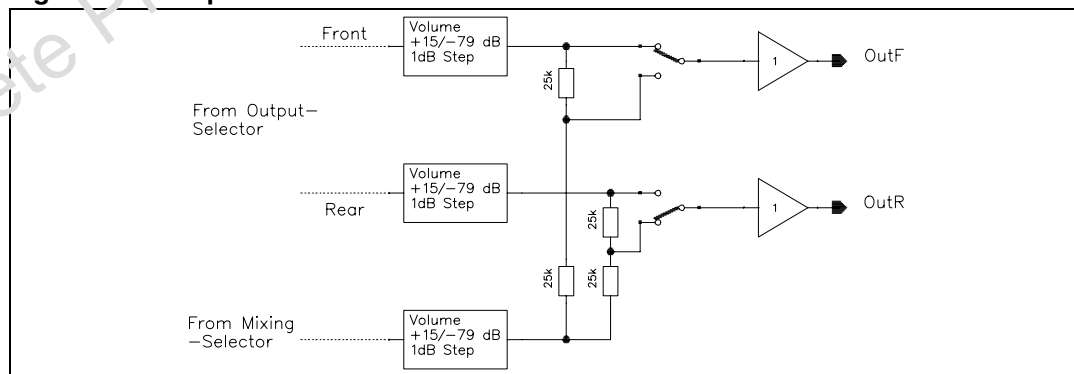 Front
Volume
+15/-79 dB
1dB Step
25k
1
OutF
From Output-
Selector
Rear
Volume
+15/-79 dB
1dB Step
25k
1
OutR
25k
25k
From Mixing
-Selector
Volume
+15/-79 dB
1dB Step